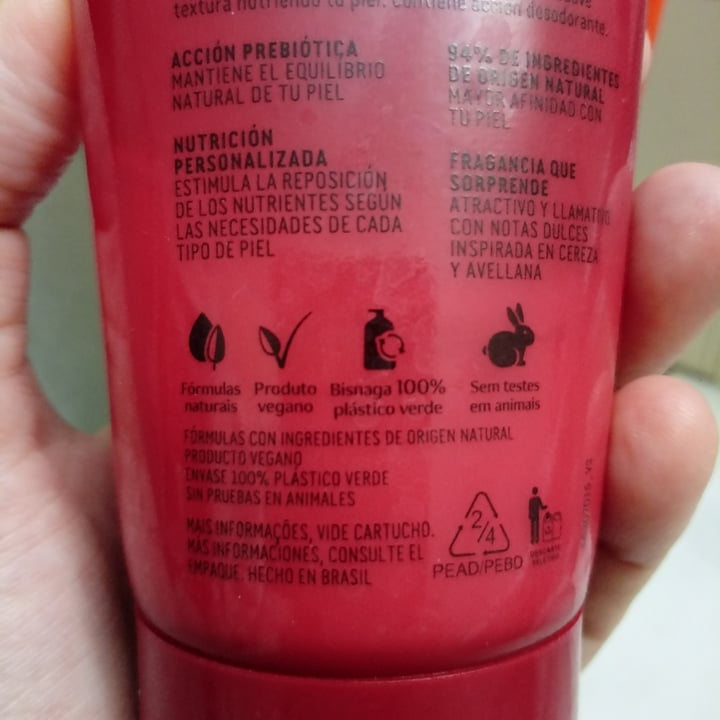 textura nutriendo tu piel. Contiene acción desodorante.
ACCIÓN PREBIÓTICA
MANTIENE EL EQUILIBRIO
NATURAL DE TU PIEL
NUTRICIÓN
PERSONALIZADA
ESTIMULA LA REPOSICIÓN
DE LOS NUTRIENTES SEGÚN
LAS NECESIDADES DE CADA
TIPO DE PIEL
94% DE INGREDIENTES
DE ORIGEN NATURAL
MAYOR AFINIDAD CON
TU PIEL
FRAGANCIA QUE
SORPRENDE
ATRACTIVO Y LLAMATIVO
CON NOTAS DULCES
INSPIRADA EN CEREZA
Y AVELLANA
Fórmulas
naturais
Produto
vegano
Bisnaga 100%
plástico verde
Sem testes
em animais
FÓRMULAS CON INGREDIENTES DE ORIGEN NATURAL
PRODUCTO VEGANO
ENVASE 100% PLÁSTICO VERDE
SIN PRUEBAS EN ANIMALES
MAIS INFORMAÇÕES, VIDE CARTUCHO.
MÁS INFORMACIONES, CONSULTE EL
EMPAQUE. HECHO EN BRASIL
2/4
PEAD/PEBD
DESCARTE
SELETIVO